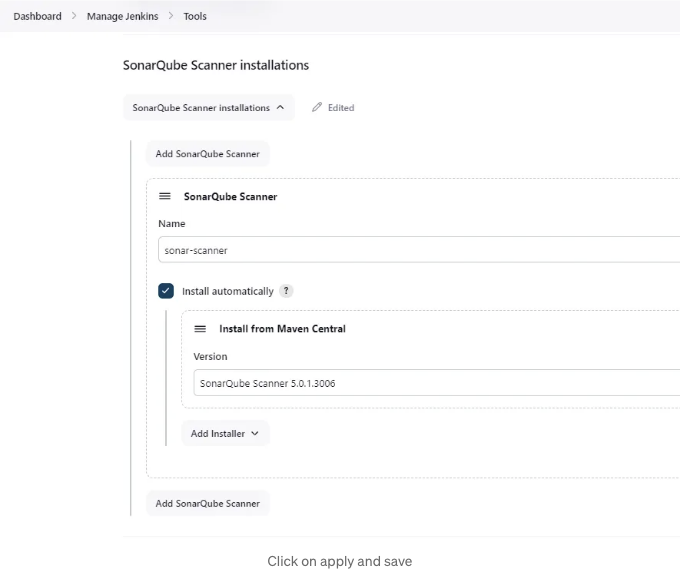 Dashboard > Manage Jenkins > Tools
SonarQube Scanner installations
SonarQube Scanner installations
Edited
Add SonarQube Scanner
SonarQube Scanner
Name
sonar-scanner
Install automatically ?
Install from Maven Central
Version
SonarQube Scanner 5.0.1.3006
Add Installer
Add SonarQube Scanner
Click on apply and save